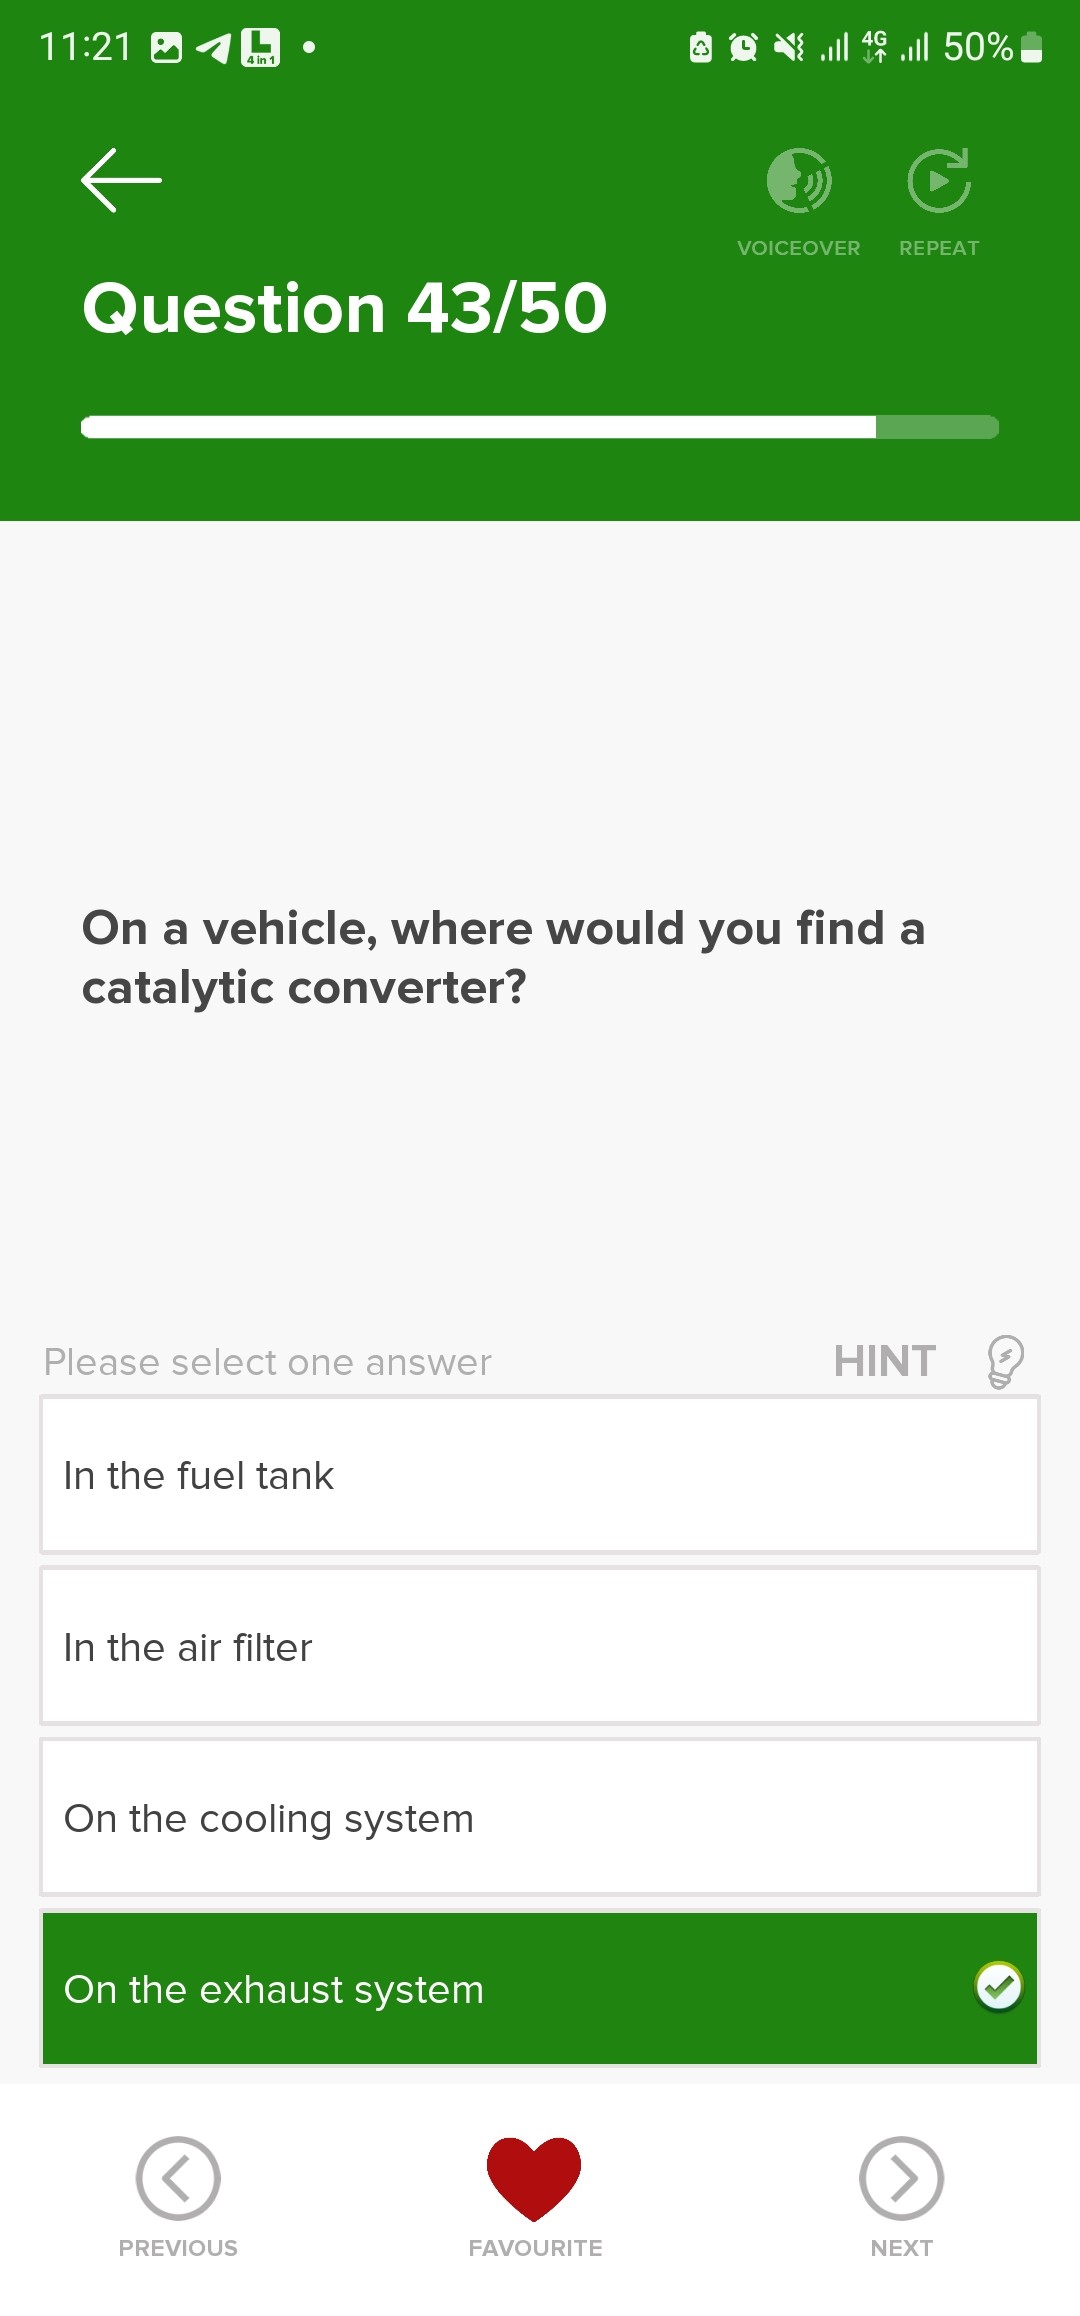 11:21 4 in 1 4G 50%
VOICEOVER REPEAT
Question 43/50
On a vehicle, where would you find a
catalytic converter?
Please select one answer HINT
In the fuel tank
In the air filter
On the cooling system
On the exhaust system
PREVIOUS FAVOURITE NEXT